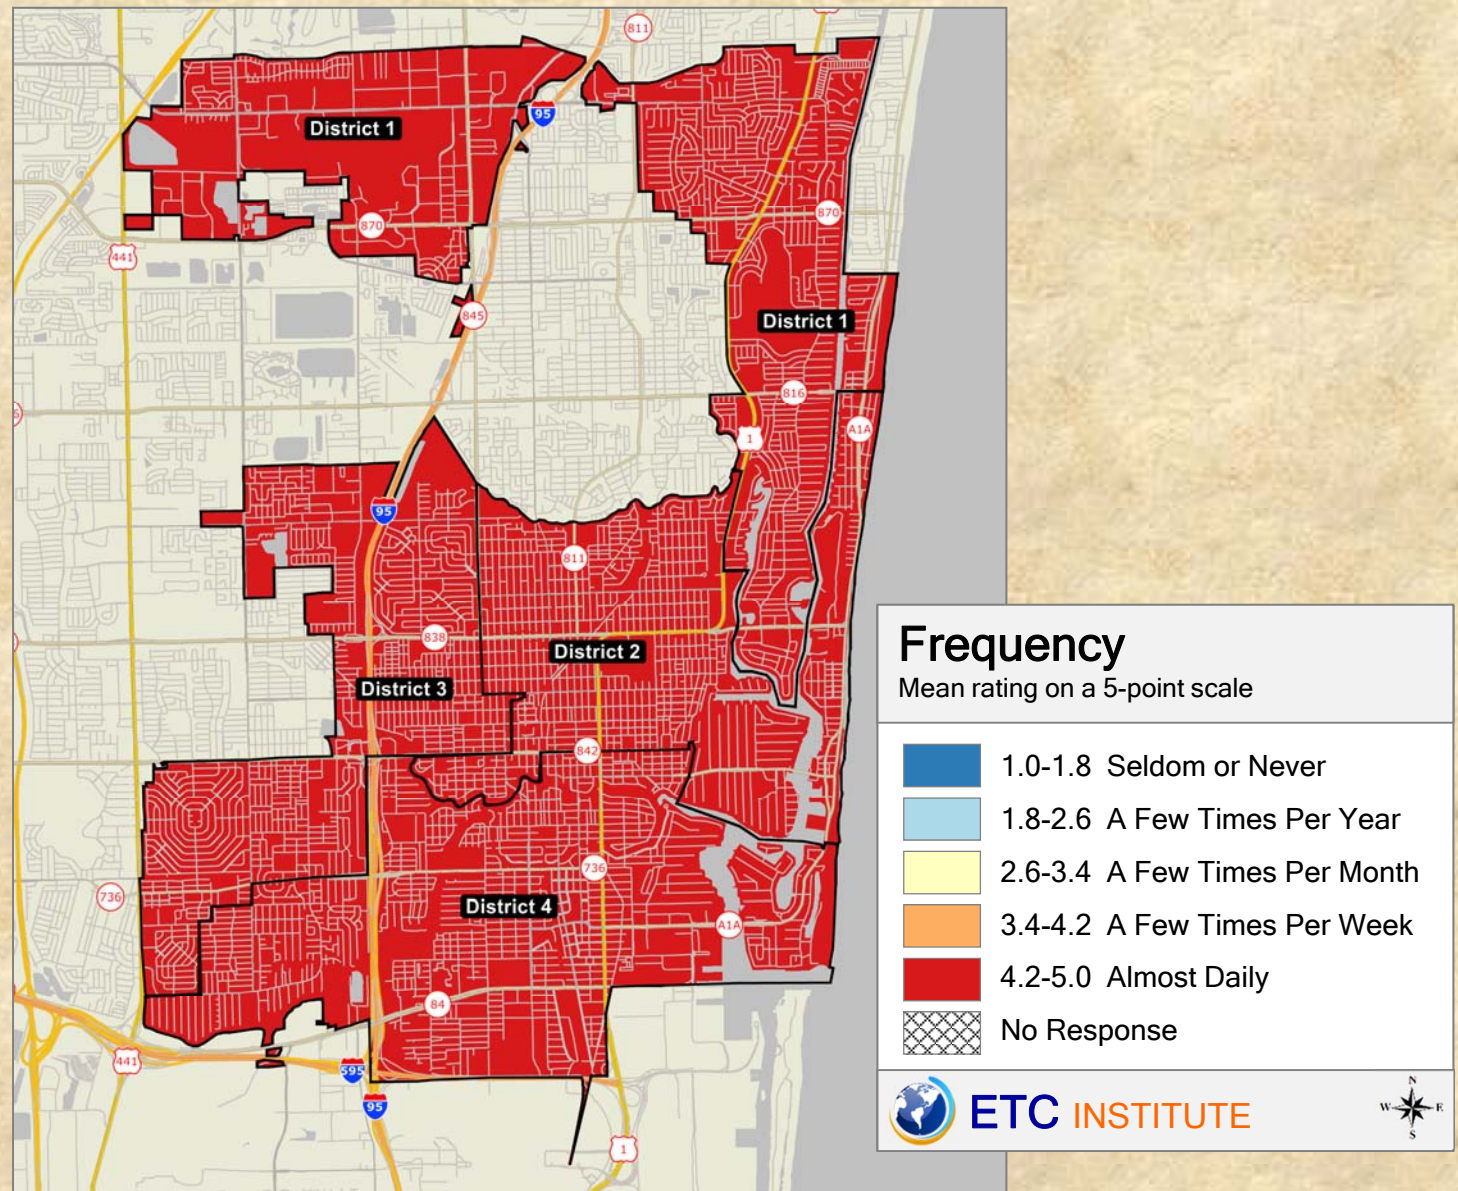 811
95
District 1
870
870
441
845
District 1
816
A1A
1
95
811
838
District 2
District 3
842
736
736
District 4
A1A
84
441
595
95
1
Frequency
Mean rating on a 5-point scale
1.0-1.8 Seldom or Never
1.8-2.6 A Few Times Per Year
2.6-3.4 A Few Times Per Month
3.4-4.2 A Few Times Per Week
4.2-5.0 Almost Daily
No Response
ETC INSTITUTE
N
W E
S